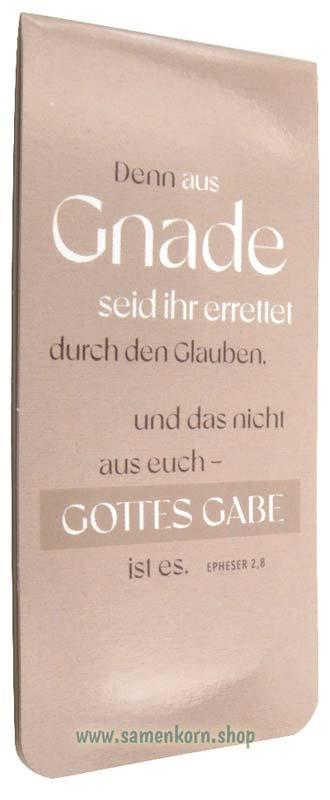 Denn aus
Gnade
seid ihr errettet
durch den Glauben,
und das nicht
aus euch –
GOTTES GABE
ist es. EPHESER 2,8
www.samenkorn.shop